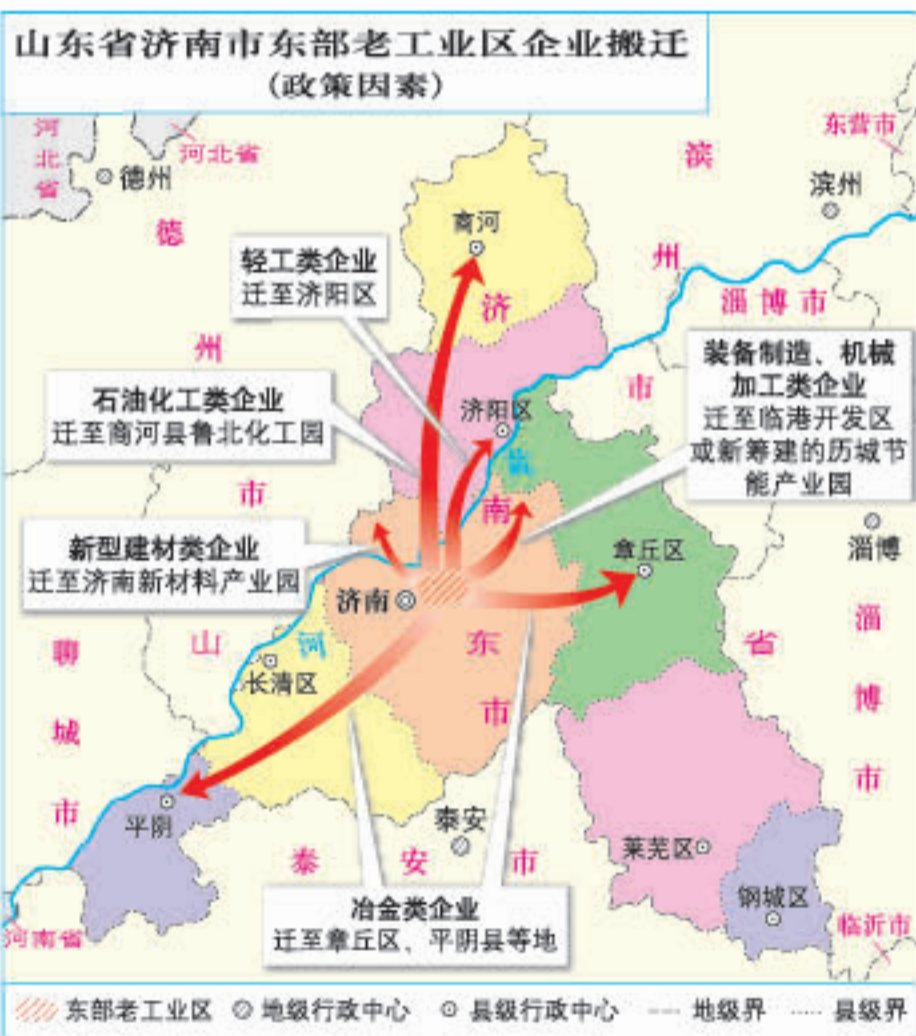 山东省济南市东部老工业区企业搬迁
(政策因素)
河北省
河北省
德州
东营市
滨州
滨
州
市
德
州
市
商河
轻工类企业
迁至济阳区
济
淄博市
石油化工类企业
迁至商河县鲁北化工园
济阳区
装备制造、机械
加工类企业
迁至临港开发区
或新筹建的历城节
能产业园
黄
南
新型建材类企业
迁至济南新材料产业园
章丘区
淄博
济南
聊
城
市
山
东
省
河
长清区
市
淄
博
市
平阴
泰安
泰
安
市
莱芜区
钢城区
冶金类企业
迁至章丘区、平阴县等地
河南省
临沂市
东部老工业区 地级行政中心 县级行政中心 地级界 县级界